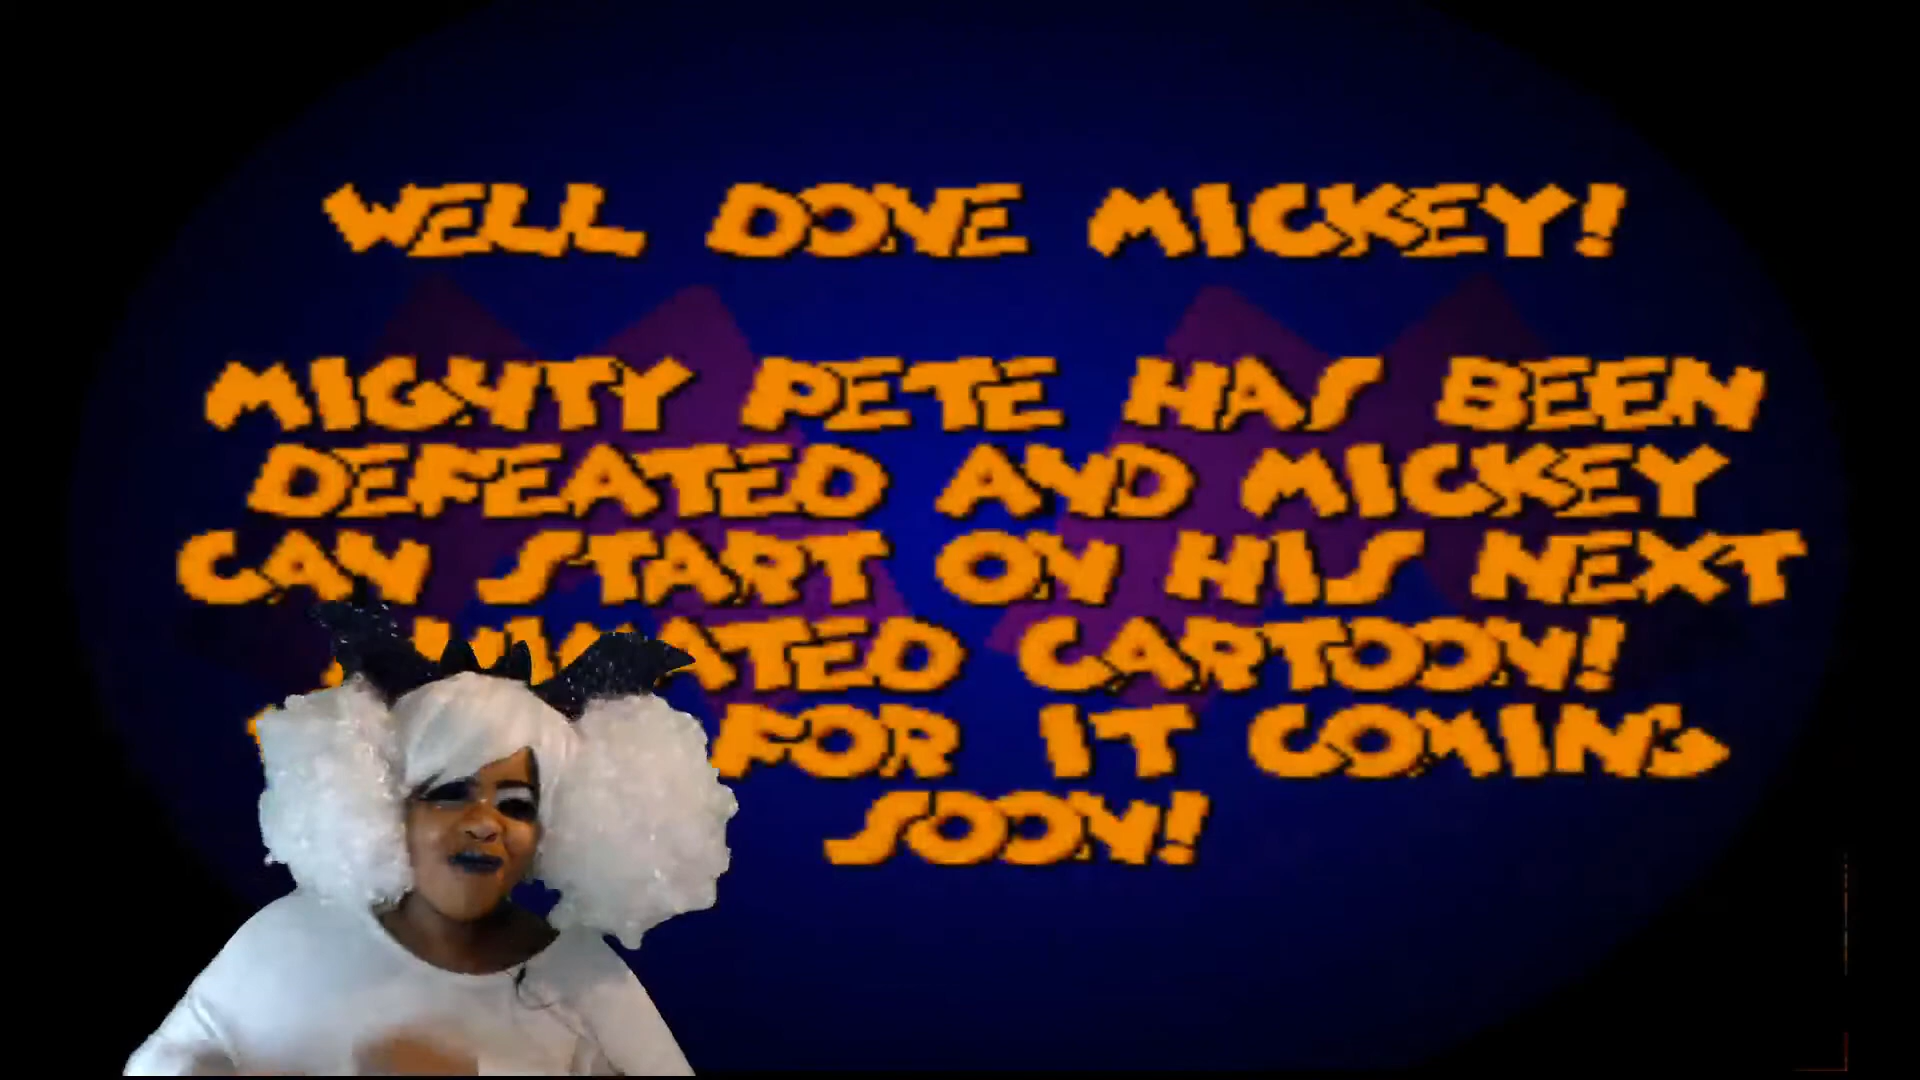 WELL DONE MICKEY!
MIGHTY PETE HAS BEEN
DEFEATED AND MICKEY
CAN START ON HIS NEXT
ANIMATED CARTOON!
FOR IT COMING
SOON!